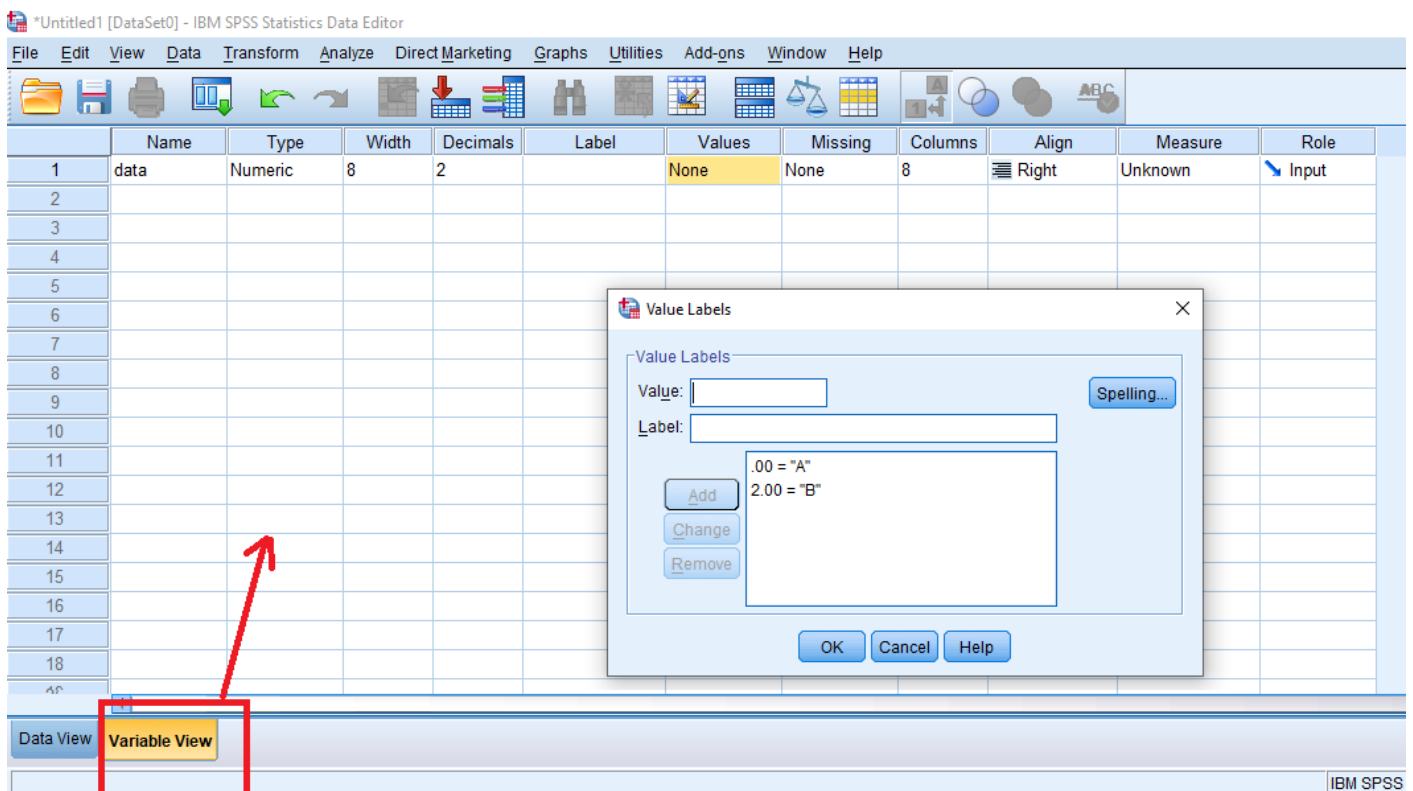 *Untitled1 [DataSet0] - IBM SPSS Statistics Data Editor
File Edit View Data Transform Analyze Direct Marketing Graphs Utilities Add-ons Window Help
A
1
ABC
Name Type Width Decimals Label Values Missing Columns Align Measure Role
1 data Numeric 8 2 None None 8 Right Unknown Input
2
3
4
5
6
Value Labels
7
Value Labels
8
Value:
Spelling...
9
Label:
10
11
.00 = "A"
12
Add
2.00 = "B"
13
Change
14
Remove
15
16
17
OK Cancel Help
18
Data View Variable View
IBM SPSS